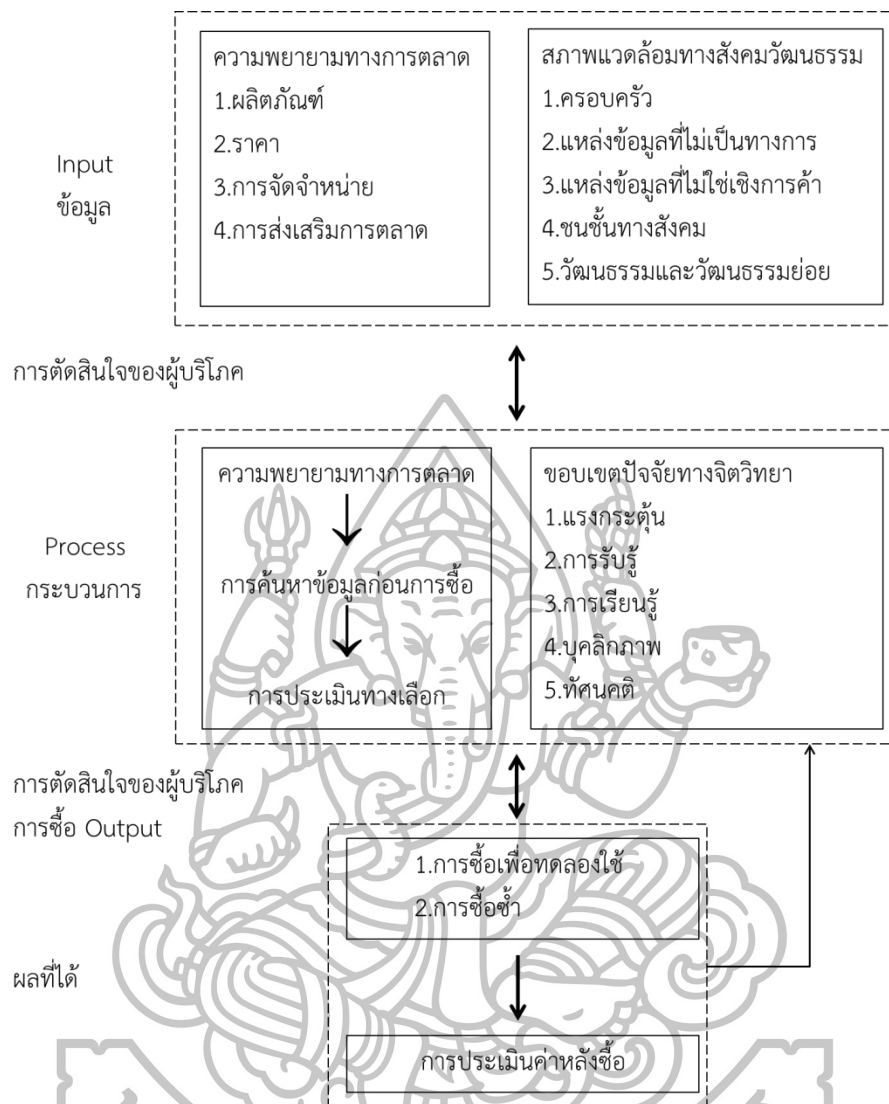 ความพยายามทางการตลาด
1.ผลิตภัณฑ์
2.ราคา
3.การจัดจำหน่าย
4.การส่งเสริมการตลาด
สภาพแวดล้อมทางสังคมวัฒนธรรม
1.ครอบครัว
2.แหล่งข้อมูลที่ไม่เป็นทางการ
3.แหล่งข้อมูลที่ไม่ใช่เชิงการค้า
4.ชนชั้นทางสังคม
5.วัฒนธรรมและวัฒนธรรมย่อย
Input
ข้อมูล
การตัดสินใจของผู้บริโภค
ความพยายามทางการตลาด
การค้นหาข้อมูลก่อนการซื้อ
การประเมินทางเลือก
ขอบเขตปัจจัยทางจิตวิทยา
1.แรงกระตุ้น
2.การรับรู้
3.การเรียนรู้
4.บุคลิกภาพ
5.ทัศนคติ
Process
กระบวนการ
การตัดสินใจของผู้บริโภค
การซื้อ Output
1.การซื้อเพื่อทดลองใช้
2.การซื้อซ้ำ
ผลที่ได้
การประเมินค่าหลังซื้อ